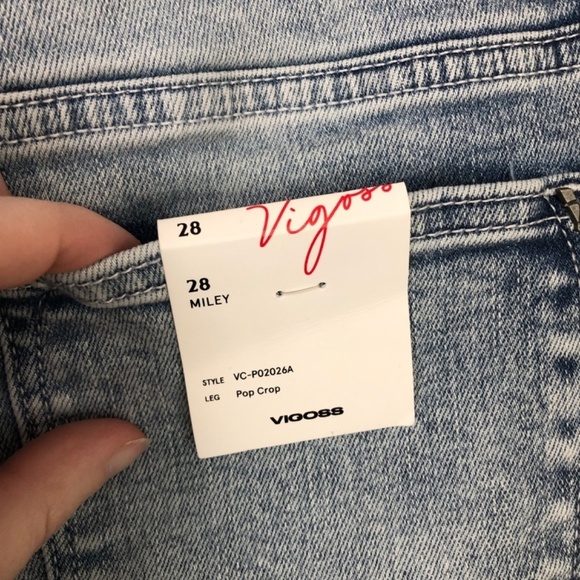 28 Vigoss
28
MILEY
STYLE VC-P02026A
LEG Pop Crop
VIGOSS